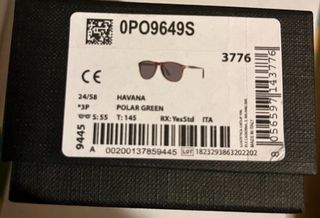 0PO9649S
3776
CE
24/58 HAVANA
*3P POLAR GREEN
S: 55 T: 145 RX: YesStd ITA
9445
A 00200137859445 LOT 1823293863202202
8 056597 143776